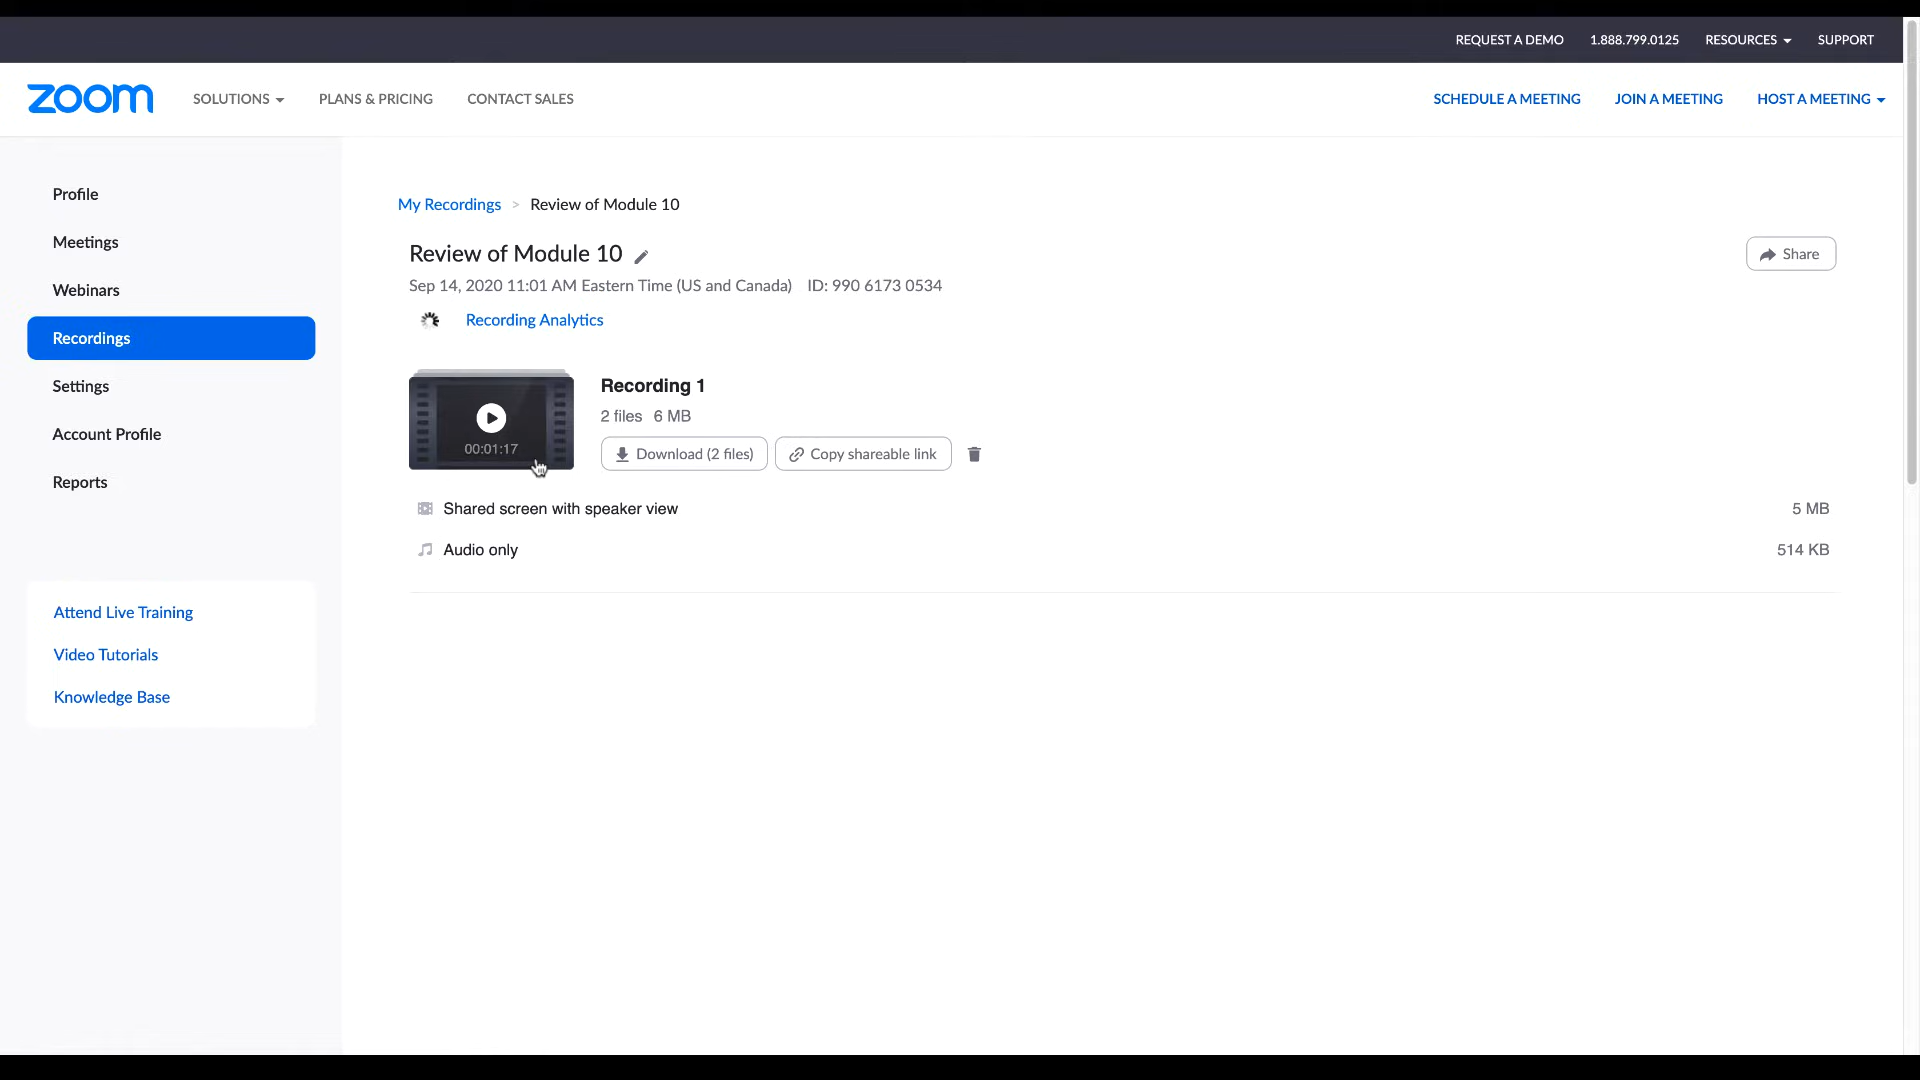 REQUEST A DEMO 1.888.799.0125 RESOURCES SUPPORT
zoom SOLUTIONS PLANS & PRICING CONTACT SALES SCHEDULE A MEETING JOIN A MEETING HOST A MEETING
Profile
Meetings
Webinars
Recordings
Settings
Account Profile
Reports
Attend Live Training
Video Tutorials
Knowledge Base
My Recordings > Review of Module 10
Review of Module 10
Share
Sep 14, 2020 11:01 AM Eastern Time (US and Canada) ID: 990 6173 0534
Recording Analytics
00:01:17
Recording 1
2 files 6 MB
Download (2 files) Copy shareable link
Shared screen with speaker view 5 MB
Audio only 514 KB